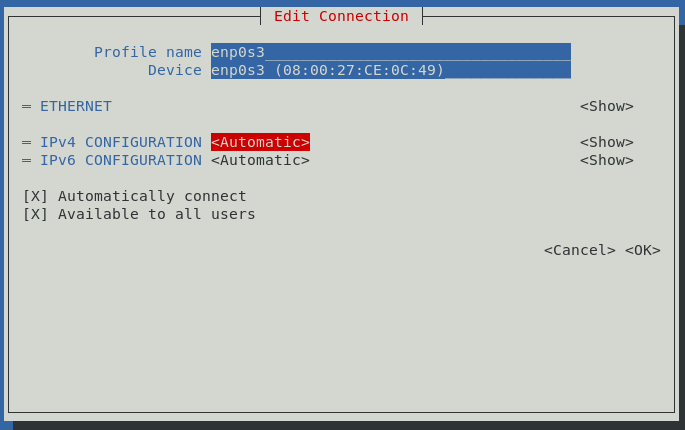 Edit Connection
Profile name enp0s3
Device enp0s3 (08:00:27:CE:0C:49)
= ETHERNET <Show>
= IPv4 CONFIGURATION <Automatic> <Show>
= IPv6 CONFIGURATION <Automatic> <Show>
[X] Automatically connect
[X] Available to all users
<Cancel> <OK>